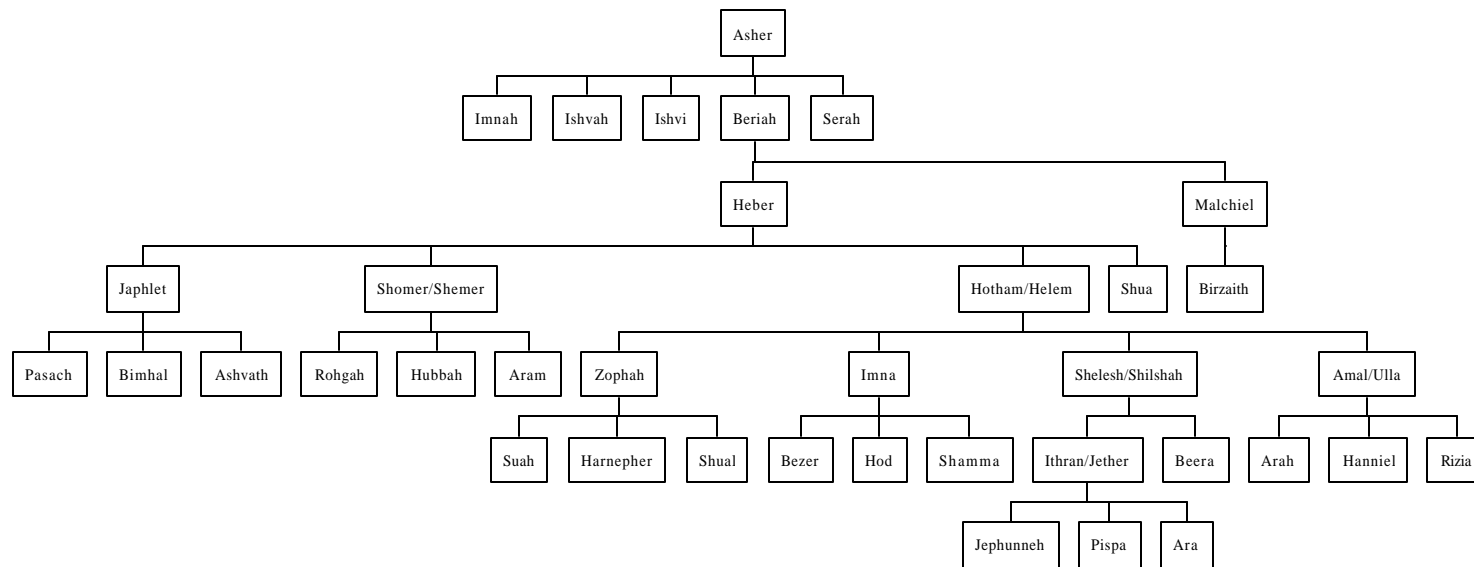 Asher
Imnah Ishvah Ishvi Beriah Serah
Heber Malchiel
Japhlet Shomer/Shemer Hotham/Helem Shua Birzaith
Pasach Bimhal Ashvath Rohgah Hubbah Aram Zophah Imna Shelesh/Shilshah Amal/Ulla
Suah Harnepher Shual Bezer Hod Shamma Ithran/Jether Beera Arah Hanniel Rizia
Jephunneh Pispa Ara